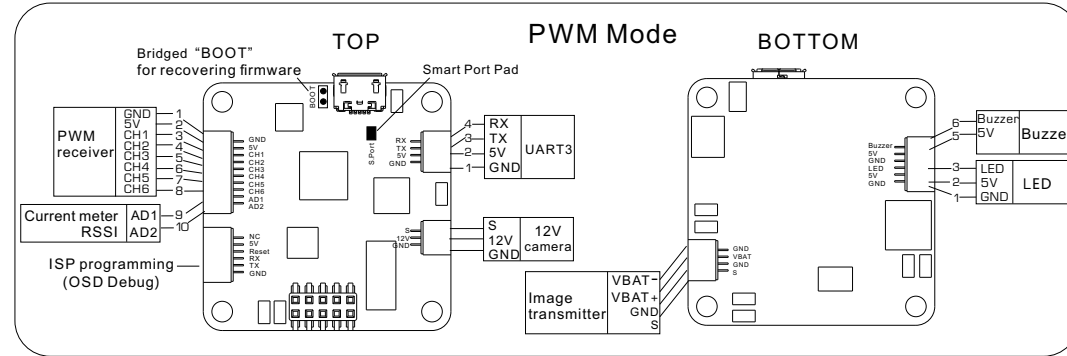 PWM Mode
TOP
BOTTOM
Bridged “BOOT”
for recovering firmware
Smart Port Pad
BOOT
S.Port
PWM
receiver
GND 1
5V 2
CH1 3
CH2 4
CH3 5
CH4 6
CH5 7
CH6 8
GND
5V
CH1
CH2
CH3
CH4
CH5
CH6
AD1
AD2
Current meter AD1 9
RSSI AD2 10
NC
5V
Reset
RX
TX
GND
ISP programming
(OSD Debug)
RX
TX
5V
GND
4 RX
3 TX
2 5V
1 GND
UART3
S
12V
GND
S
12V
GND
12V
camera
Image
transmitter
VBAT-
VBAT+
GND
S
GND
VBAT
GND
S
Buzzer
5V
GND
LED
5V
GND
6 Buzzer
5 5V
Buzze
3 LED
2 5V
1 GND
LED